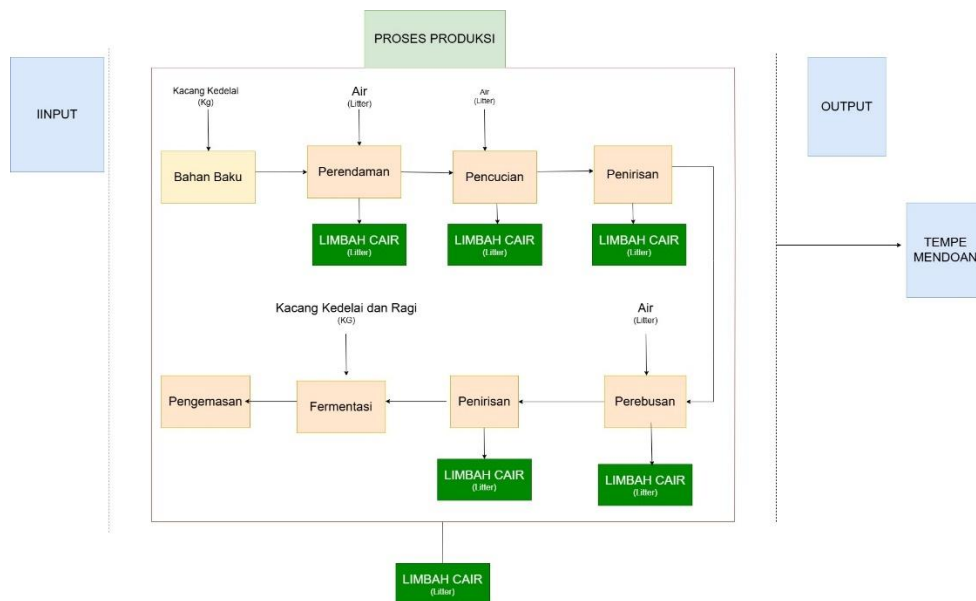 PROSES PRODUKSI
IINPUT
OUTPUT
Kacang Kedelai
(Kg)
Air
(Litter)
Air
(Litter)
Bahan Baku
Perendaman
Pencucian
Penirisan
LIMBAH CAIR
(Litter)
LIMBAH CAIR
(Litter)
LIMBAH CAIR
(Litter)
TEMPE
MENDOAN
Kacang Kedelai dan Ragi
(KG)
Air
(Litter)
Pengemasan
Fermentasi
Penirisan
Perebusan
LIMBAH CAIR
(Litter)
LIMBAH CAIR
(Litter)
LIMBAH CAIR
(Litter)